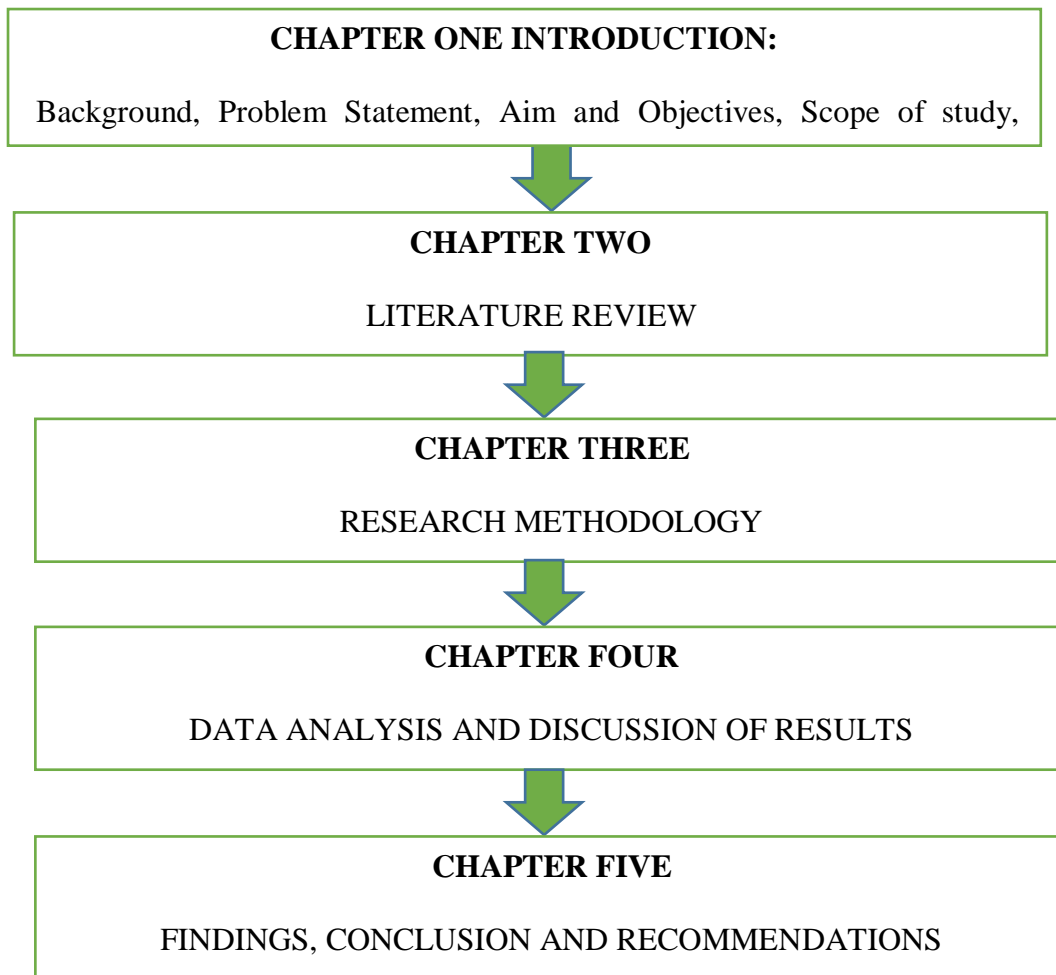 CHAPTER ONE INTRODUCTION:
Background, Problem Statement, Aim and Objectives, Scope of study,
CHAPTER TWO
LITERATURE REVIEW
CHAPTER THREE
RESEARCH METHODOLOGY
CHAPTER FOUR
DATA ANALYSIS AND DISCUSSION OF RESULTS
CHAPTER FIVE
FINDINGS, CONCLUSION AND RECOMMENDATIONS